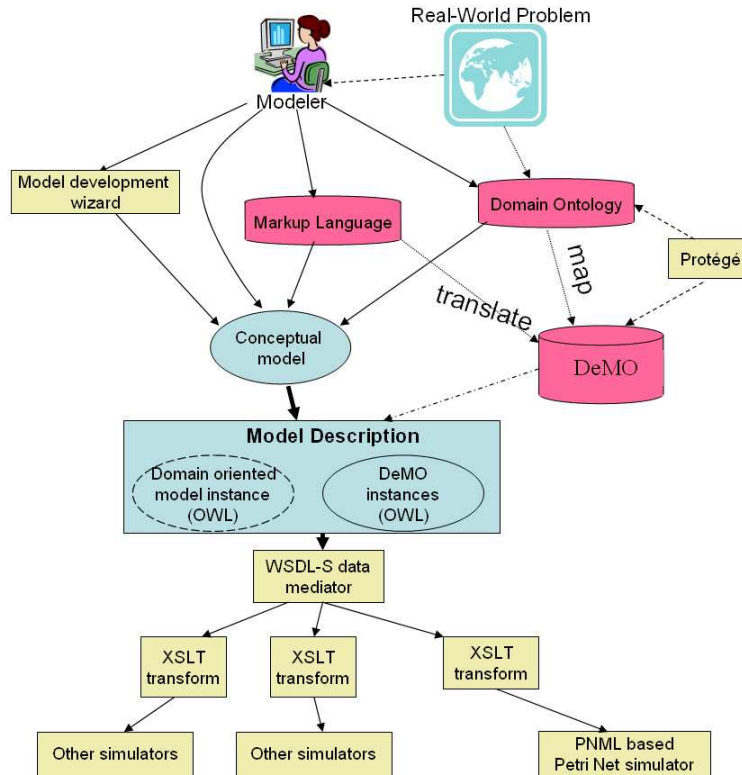 Real-World Problem
Modeler
Model development
wizard
Markup Language
Domain Ontology
Protégé
map
translate
Conceptual
model
DeMO
Model Description
Domain oriented
model instance
(OWL)
DeMO
instances
(OWL)
WSDL-S data
mediator
XSLT
transform
XSLT
transform
XSLT
transform
Other simulators
Other simulators
PNML based
Petri Net simulator